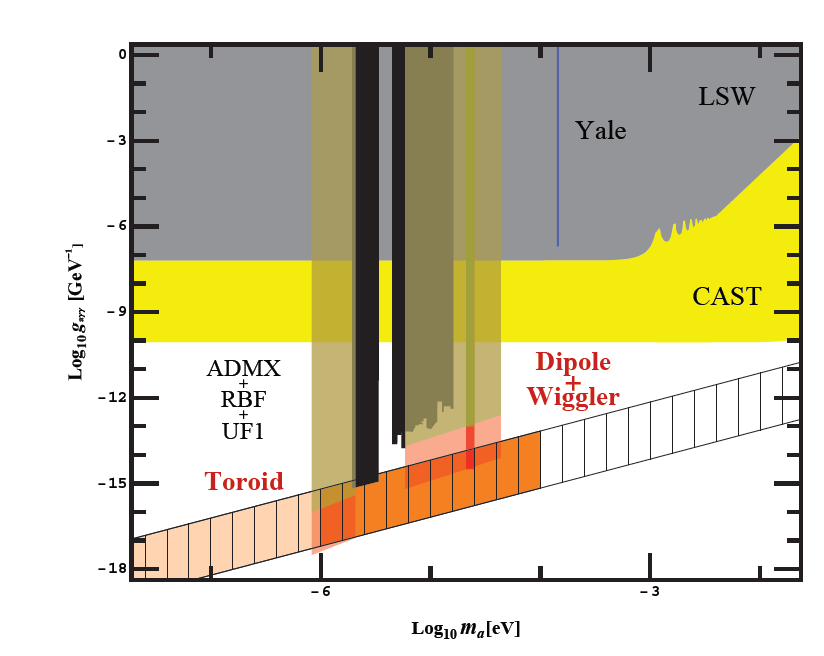 0
LSW
Yale
−3
−6
CAST
−9
Log10 gaγγ [GeV−1]
ADMX
+
RBF
+
UF1
Dipole
+
Wiggler
−12
Toroid
−15
−18
−6
−3
Log10 ma[eV]